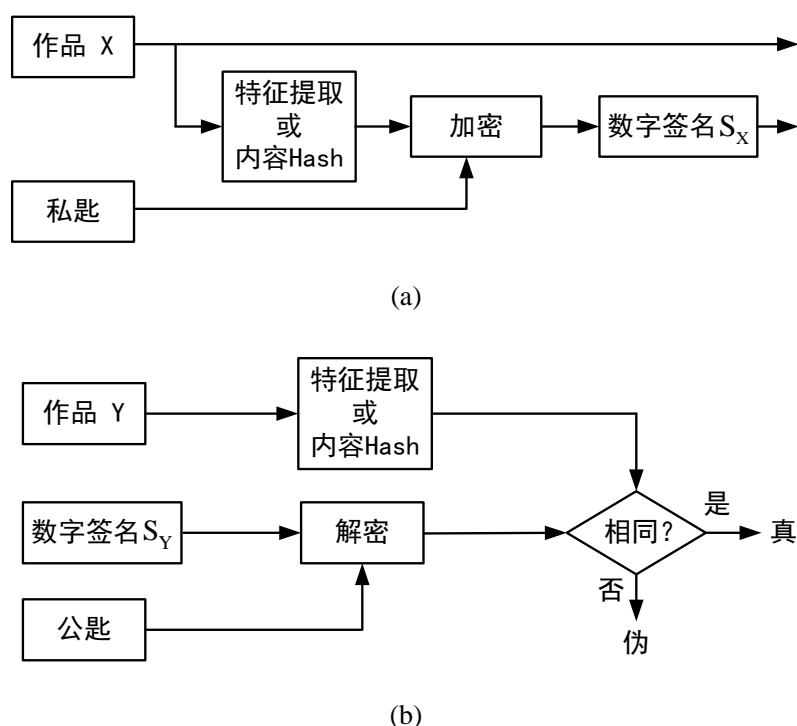 作品 X
特征提取
或
内容Hash
加密
数字签名SX
私匙
(a)
作品 Y
特征提取
或
内容Hash
数字签名SY
解密
相同?
是
真
否
伪
公匙
(b)